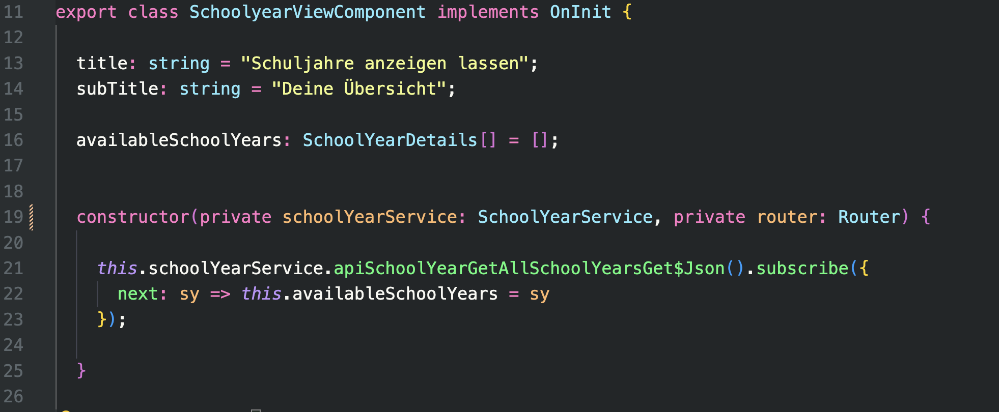 11 export class SchoolyearViewComponent implements OnInit {
12
13 title: string = "Schuljahre anzeigen lassen";
14 subTitle: string = "Deine Übersicht";
15
16 availableSchoolYears: SchoolYearDetails[] = [];
17
18
19 constructor(private schoolYearService: SchoolYearService, private router: Router) {
20
21 this.schoolYearService.apiSchoolYearGetAllSchoolYearsGet$Json().subscribe({
22 next: sy => this.availableSchoolYears = sy
23 });
24
25 }
26